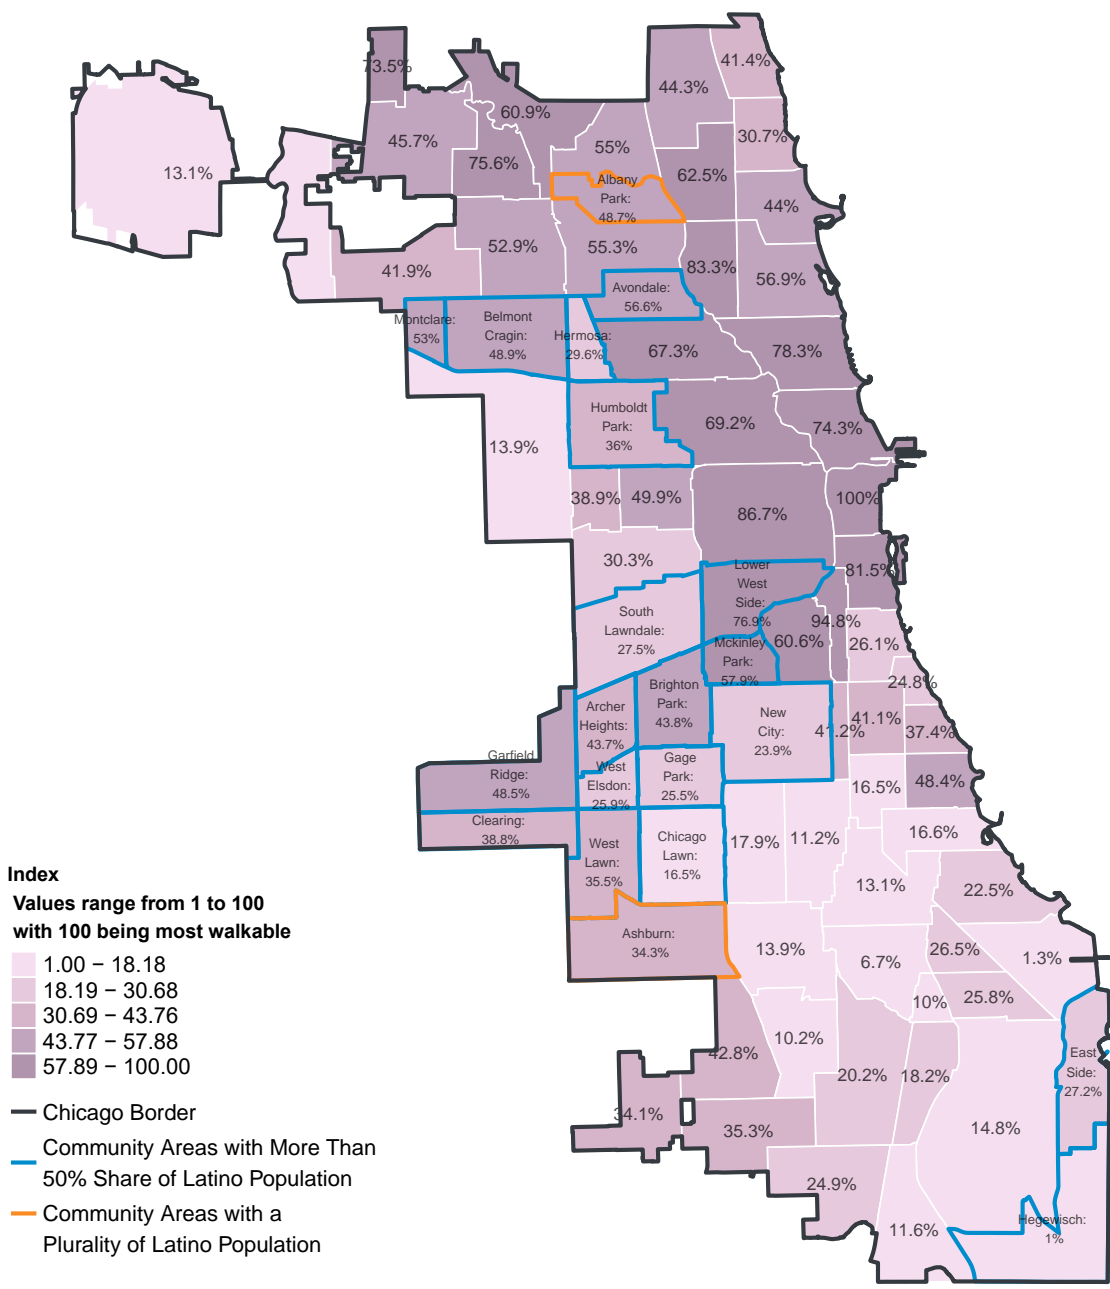 41.4%
73.5%
44.3%
60.9%
30.7%
45.7%
55%
75.6%
13.1%
62.5%
Albany
Park:
48.7%
44%
52.9%
55.3%
83.3%
41.9%
56.9%
Avondale:
56.6%
Montclare:
53%
Belmont
Cragin:
48.9%
Hermosa:
29.6%
67.3%
78.3%
Humboldt
Park:
36%
69.2%
74.3%
13.9%
38.9%
49.9%
100%
86.7%
30.3%
Lower
West
Side:
76.9%
81.5%
South
Lawndale:
27.5%
94.8%
60.6%
26.1%
Mckinley
Park:
57.9%
24.8%
Brighton
Park:
43.8%
Archer
Heights:
43.7%
New
City:
23.9%
41.2%
41.1%
37.4%
Garfield
Ridge:
48.5%
West
Elsdon:
25.9%
Gage
Park:
25.5%
16.5%
48.4%
Clearing:
38.8%
West
Lawn:
35.5%
Chicago
Lawn:
16.5%
17.9%
11.2%
16.6%
13.1%
22.5%
Ashburn:
34.3%
13.9%
6.7%
26.5%
1.3%
10%
25.8%
10.2%
42.8%
20.2%
18.2%
East
Side:
27.2%
34.1%
35.3%
14.8%
24.9%
11.6%
Hegewisch:
1%
Index
Values range from 1 to 100
with 100 being most walkable
1.00 − 18.18
18.19 − 30.68
30.69 − 43.76
43.77 − 57.88
57.89 − 100.00
Chicago Border
Community Areas with More Than
50% Share of Latino Population
Community Areas with a
Plurality of Latino Population